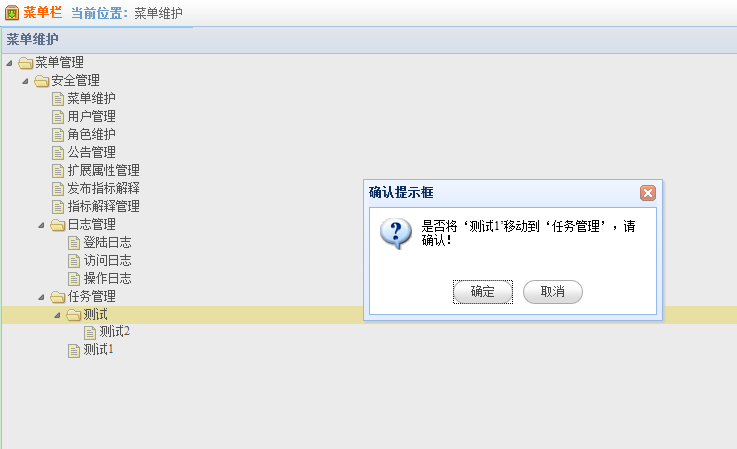 菜单栏 当前位置: 菜单维护
菜单维护
菜单管理
安全管理
菜单维护
用户管理
角色维护
公告管理
扩展属性管理
发布指标解释
指标解释管理
日志管理
登陆日志
访问日志
操作日志
任务管理
测试
测试2
测试1
确认提示框
是否将‘测试1’移动到‘任务管理’，请
确认！
确定 取消